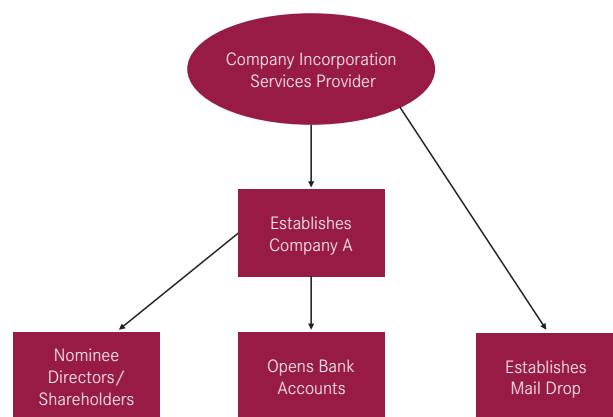 Company Incorporation
Services Provider
Establishes
Company A
Nominee
Directors/
Shareholders
Opens Bank
Accounts
Establishes
Mail Drop